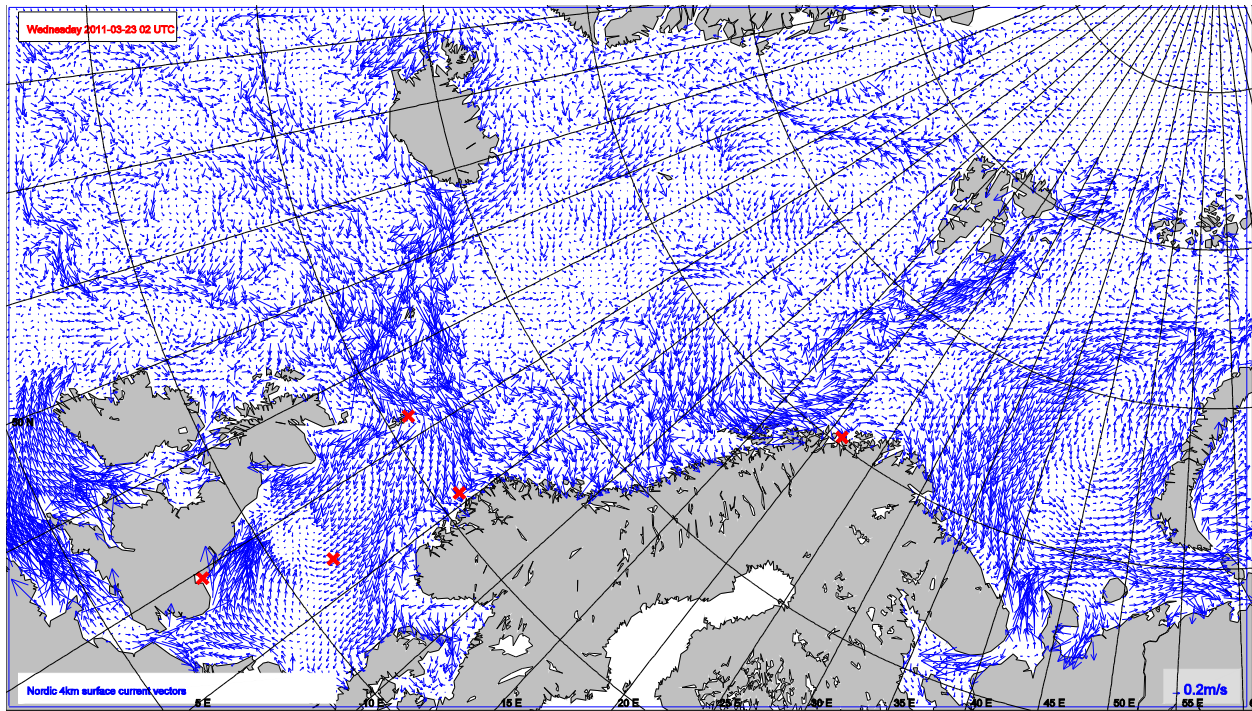 Wednesday 2011-03-23 02 UTC
60 N
Nordic 4km surface current vectors
0.2m/s
5 E
10 E
15 E
20 E
25 E
30 E
35 E
40 E
45 E
50 E
55 E